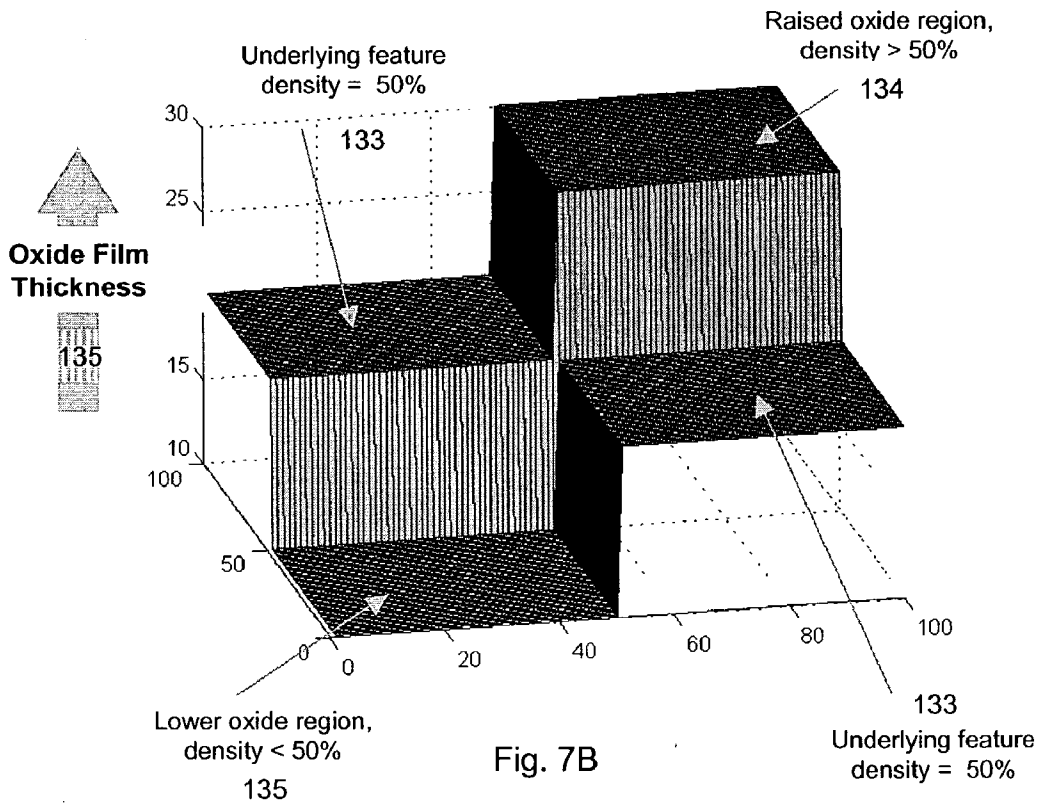 Raised oxide region,
density > 50%
134
Underlying feature
density = 50%
133
30
25
Oxide Film
Thickness
135
15
10
100
50
0
0
20
40
60
80
100
Lower oxide region,
density < 50%
135
Fig. 7B
133
Underlying feature
density = 50%